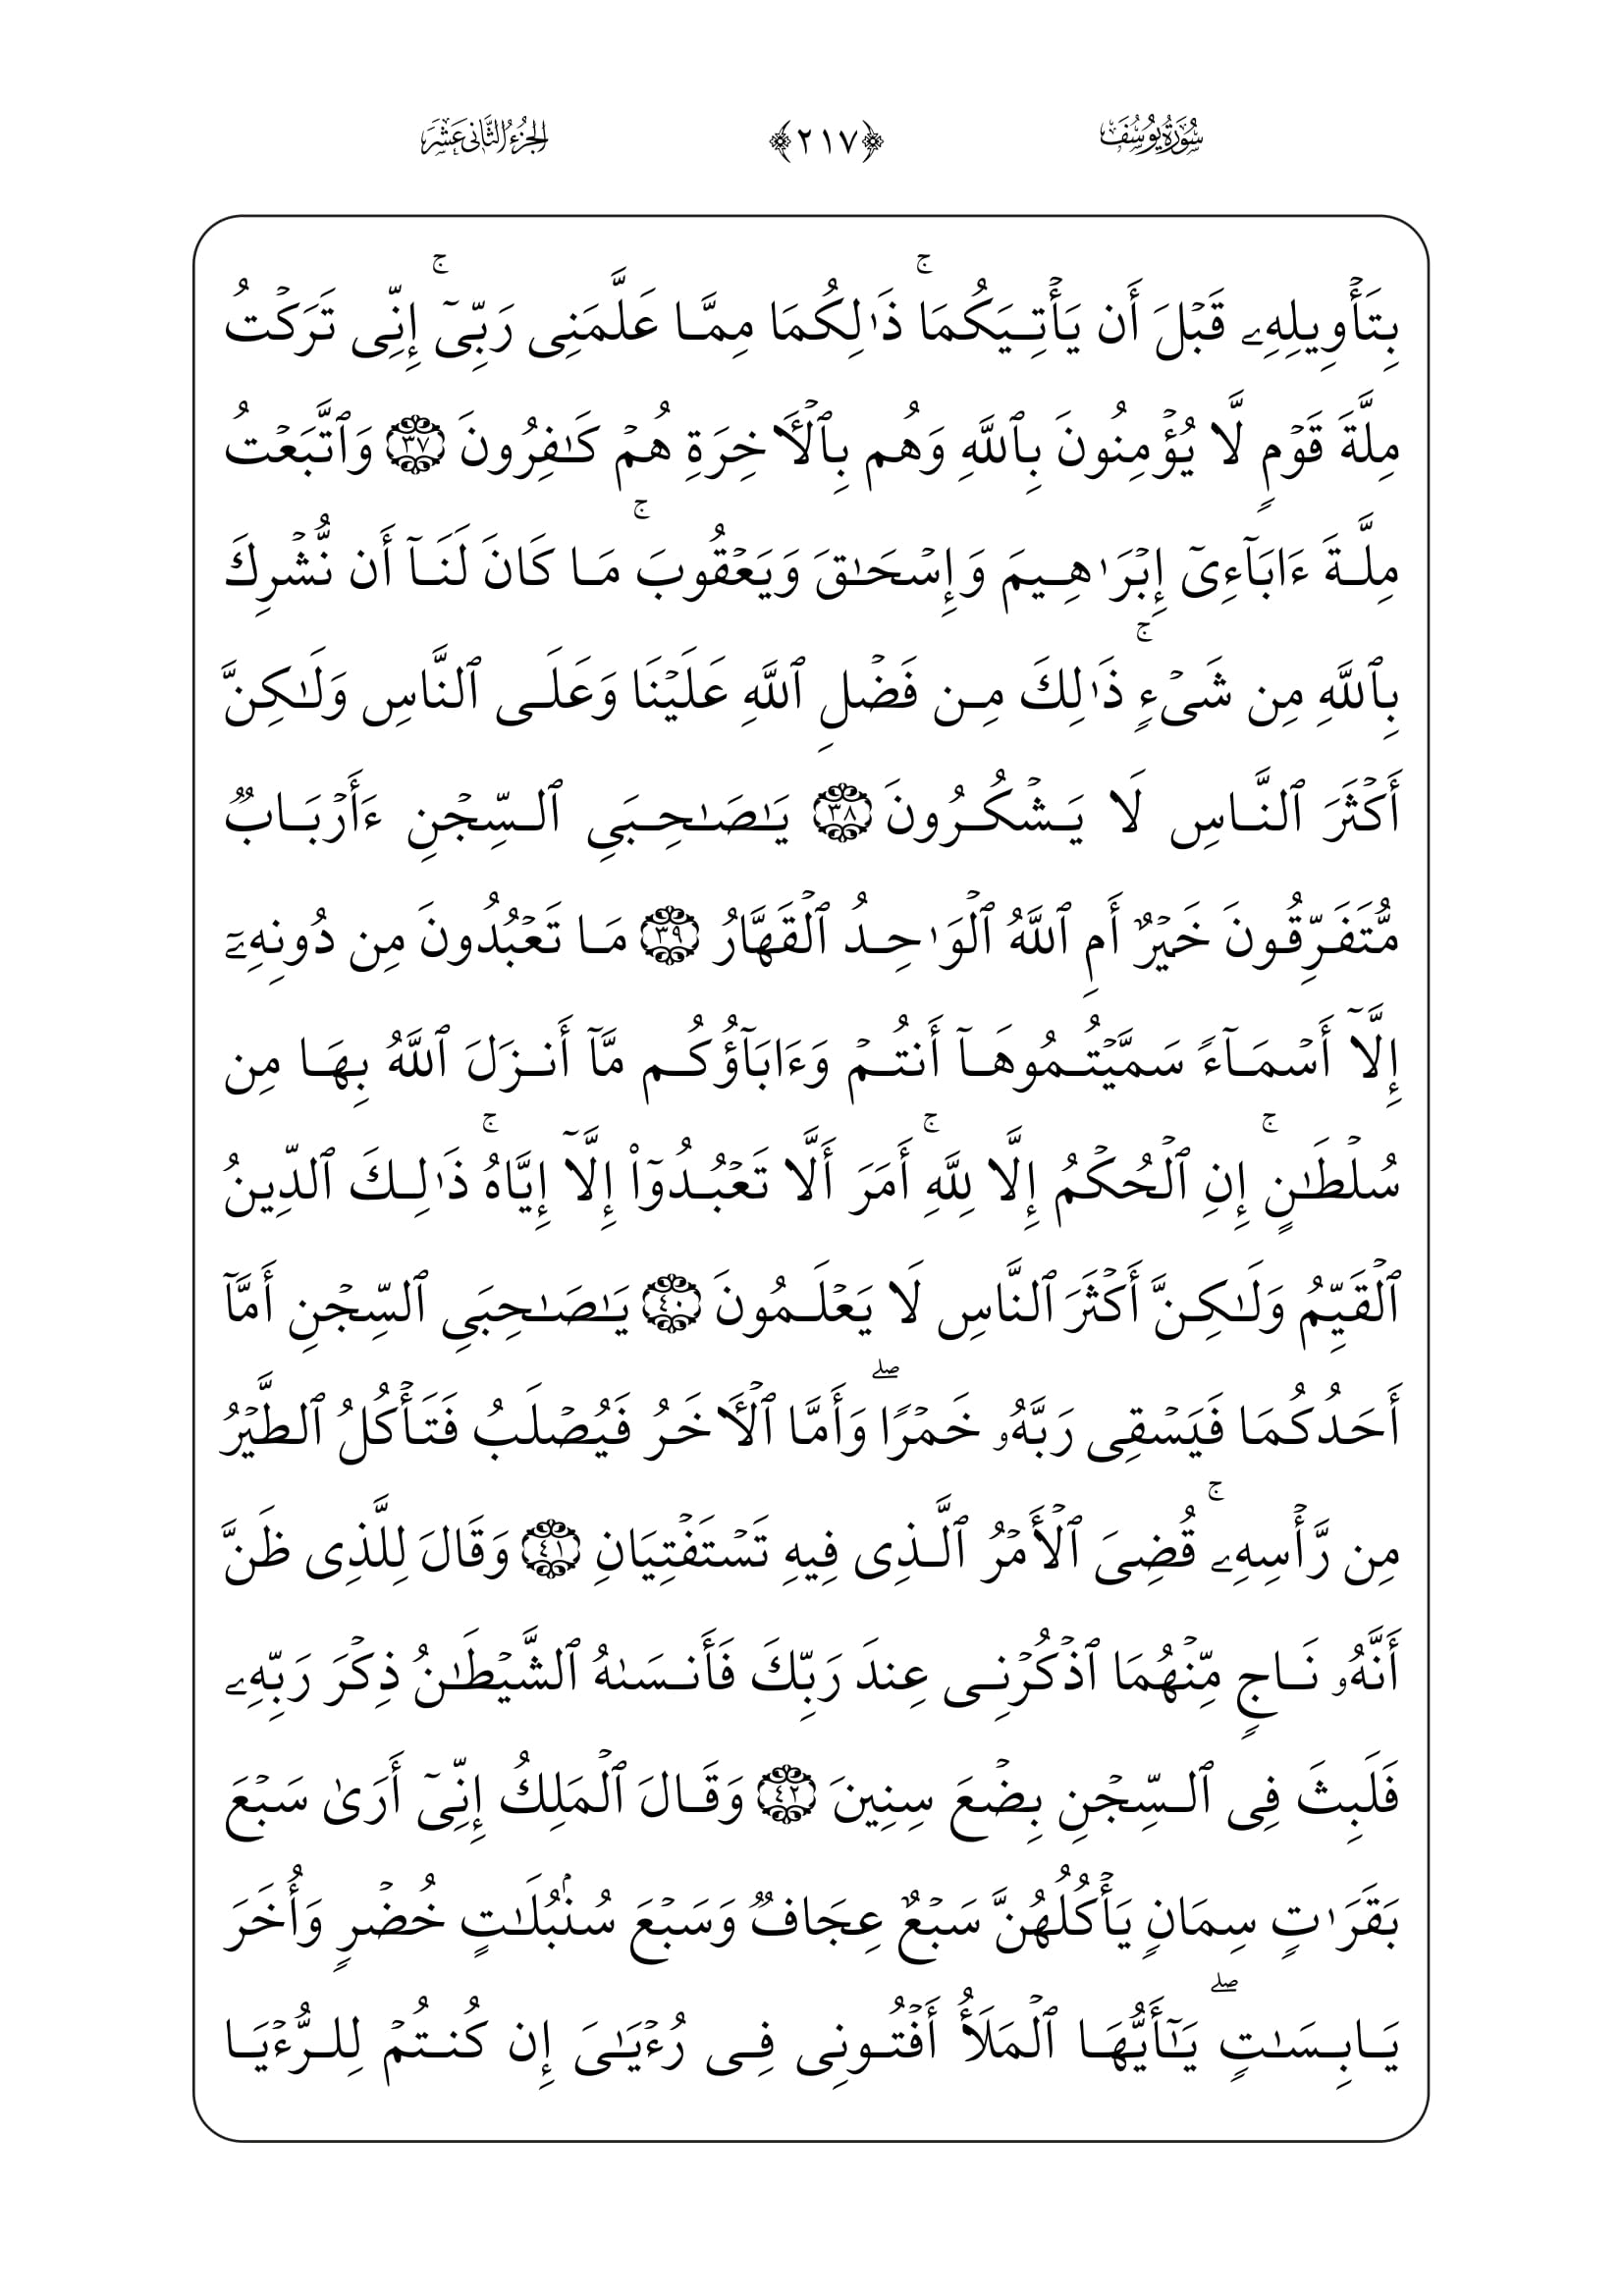 سُورَةُ يُوسُفَ ﴿٢١٧﴾ الجُزْءُ الثَّانِي عَشَرَ
بِتَأۡوِيلِهِۦ قَبۡلَ أَن يَأۡتِيَكُمَاۚ ذَٰلِكُمَا مِمَّا عَلَّمَنِى رَبِّىٓۚ إِنِّى تَرَكۡتُ
مِلَّةَ قَوۡمٍ لَّا يُؤۡمِنُونَ بِٱللَّهِ وَهُم بِٱلۡأَخِرَةِ هُمۡ كَـٰفِرُونَ ٣٧ وَٱتَّبَعۡتُ
مِلَّةَ ءَابَآءِىٓ إِبۡرَٰهِيمَ وَإِسۡحَـٰقَ وَيَعۡقُوبَۚ مَا كَانَ لَنَآ أَن نُّشۡرِكَ
بِٱللَّهِ مِن شَىۡءٍۚ ذَٰلِكَ مِن فَضۡلِ ٱللَّهِ عَلَيۡنَا وَعَلَى ٱلنَّاسِ وَلَـٰكِنَّ
أَكۡثَرَ ٱلنَّاسِ لَا يَشۡكُرُونَ ٣٨ يَـٰصَـٰحِبَىِ ٱلسِّجۡنِ ءَأَرۡبَابٌ
مُّتَفَرِّقُونَ خَيۡرٌ أَمِ ٱللَّهُ ٱلۡوَٰحِدُ ٱلۡقَهَّارُ ٣٩ مَا تَعۡبُدُونَ مِن دُونِهِۦٓ
إِلَّآ أَسۡمَآءً سَمَّيۡتُمُوهَآ أَنتُمۡ وَءَابَآؤُكُم مَّآ أَنزَلَ ٱللَّهُ بِهَا مِن
سُلۡطَـٰنٍۚ إِنِ ٱلۡحُكۡمُ إِلَّا لِلَّهِۚ أَمَرَ أَلَّا تَعۡبُدُوٓا۟ إِلَّآ إِيَّاهُۚ ذَٰلِكَ ٱلدِّينُ
ٱلۡقَيِّمُ وَلَـٰكِنَّ أَكۡثَرَ ٱلنَّاسِ لَا يَعۡلَمُونَ ٤٠ يَـٰصَـٰحِبَىِ ٱلسِّجۡنِ أَمَّآ
أَحَدُكُمَا فَيَسۡقِى رَبَّهُۥ خَمۡرًاۖ وَأَمَّا ٱلۡأَخَرُ فَيُصۡلَبُ فَتَأۡكُلُ ٱلطَّيۡرُ
مِن رَّأۡسِهِۦۚ قُضِىَ ٱلۡأَمۡرُ ٱلَّذِى فِيهِ تَسۡتَفۡتِيَانِ ٤١ وَقَالَ لِلَّذِى ظَنَّ
أَنَّهُۥ نَاجٍ مِّنۡهُمَا ٱذۡكُرۡنِى عِندَ رَبِّكَ فَأَنسَىٰهُ ٱلشَّيۡطَـٰنُ ذِكۡرَ رَبِّهِۦ
فَلَبِثَ فِى ٱلسِّجۡنِ بِضۡعَ سِنِينَ ٤٢ وَقَالَ ٱلۡمَلِكُ إِنِّىٓ أَرَىٰ سَبۡعَ
بَقَرَٰتٍ سِمَانٍ يَأۡكُلُهُنَّ سَبۡعٌ عِجَافٌ وَسَبۡعَ سُنۢبُلَـٰتٍ خُضۡرٍ وَأُخَرَ
يَابِسَـٰتٍۖ يَـٰٓأَيُّهَا ٱلۡمَلَأُ أَفۡتُونِى فِى رُءۡيَـٰىَ إِن كُنتُمۡ لِلرُّءۡيَا